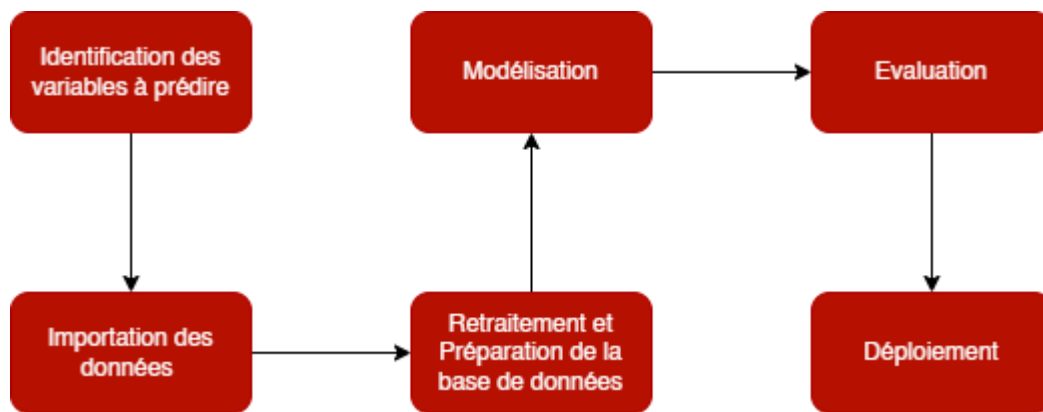 Identification des
variables à prédire
Modélisation
Evaluation
Importation des
données
Retraitement et
Préparation de la
base de données
Déploiement